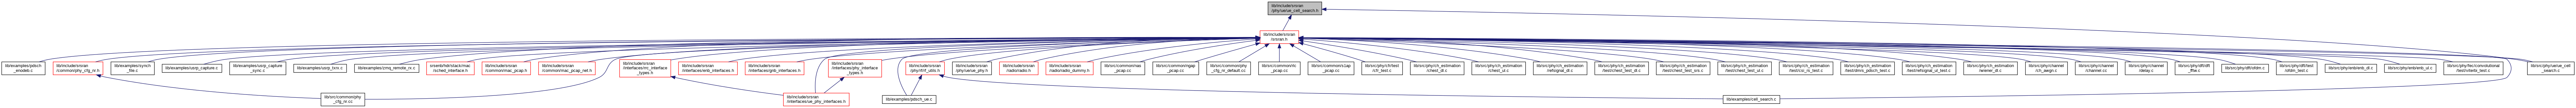 lib/include/srsran
/phy/ue/ue_cell_search.h
lib/include/srsran
/srsran.h
lib/examples/pdsch
_enodeb.c
lib/include/srsran
/common/phy_cfg_nr.h
lib/examples/synch
_file.c
lib/examples/usrp_capture.c
lib/examples/usrp_capture
_sync.c
lib/examples/usrp_txrx.c
lib/examples/zmq_remote_rx.c
srsenb/hdr/stack/mac
/sched_interface.h
lib/include/srsran
/common/mac_pcap.h
lib/include/srsran
/common/mac_pcap_net.h
lib/include/srsran
/interfaces/rrc_interface
_types.h
lib/include/srsran
/interfaces/enb_interfaces.h
lib/include/srsran
/interfaces/gnb_interfaces.h
lib/include/srsran
/interfaces/phy_interface
_types.h
lib/include/srsran
/phy/rf/rf_utils.h
lib/include/srsran
/phy/ue/ue_phy.h
lib/include/srsran
/radio/radio.h
lib/include/srsran
/radio/radio_dummy.h
lib/src/common/mac
_pcap.cc
lib/src/common/ngap
_pcap.cc
lib/src/common/phy
_cfg_nr_default.cc
lib/src/common/rlc
_pcap.cc
lib/src/common/s1ap
_pcap.cc
lib/src/phy/ch_estimation
/chest_dl.c
lib/src/phy/ch_estimation
/chest_ul.c
lib/src/phy/ch_estimation
/refsignal_dl.c
lib/src/phy/ch_estimation
/test/chest_test_dl.c
lib/src/phy/ch_estimation
/test/chest_test_srs.c
lib/src/phy/ch_estimation
/test/chest_test_ul.c
lib/src/phy/ch_estimation
lib/src/phy/ch_estimation
/test/dmrs_pdsch_test.c
lib/src/phy/ch_estimation
/test/refsignal_ul_test.c
lib/src/phy/ch_estimation
/wiener_dl.c
lib/src/phy/channel
/ch_awgn.c
lib/src/phy/channel
/channel.cc
lib/src/phy/channel
/delay.c
lib/src/phy/dft/dft
_fftw.c
lib/src/phy/dft/ofdm.c
lib/src/phy/dft/test
/ofdm_test.c
lib/src/phy/enb/enb_dl.c
lib/src/phy/enb/enb_ul.c
lib/src/phy/fec/convolutional
lib/src/phy/ue/ue_cell
_search.c
lib/src/common/phy
_cfg_nr.cc
lib/include/srsran
/interfaces/ue_phy_interfaces.h
lib/examples/pdsch_ue.c
lib/examples/cell_search.c